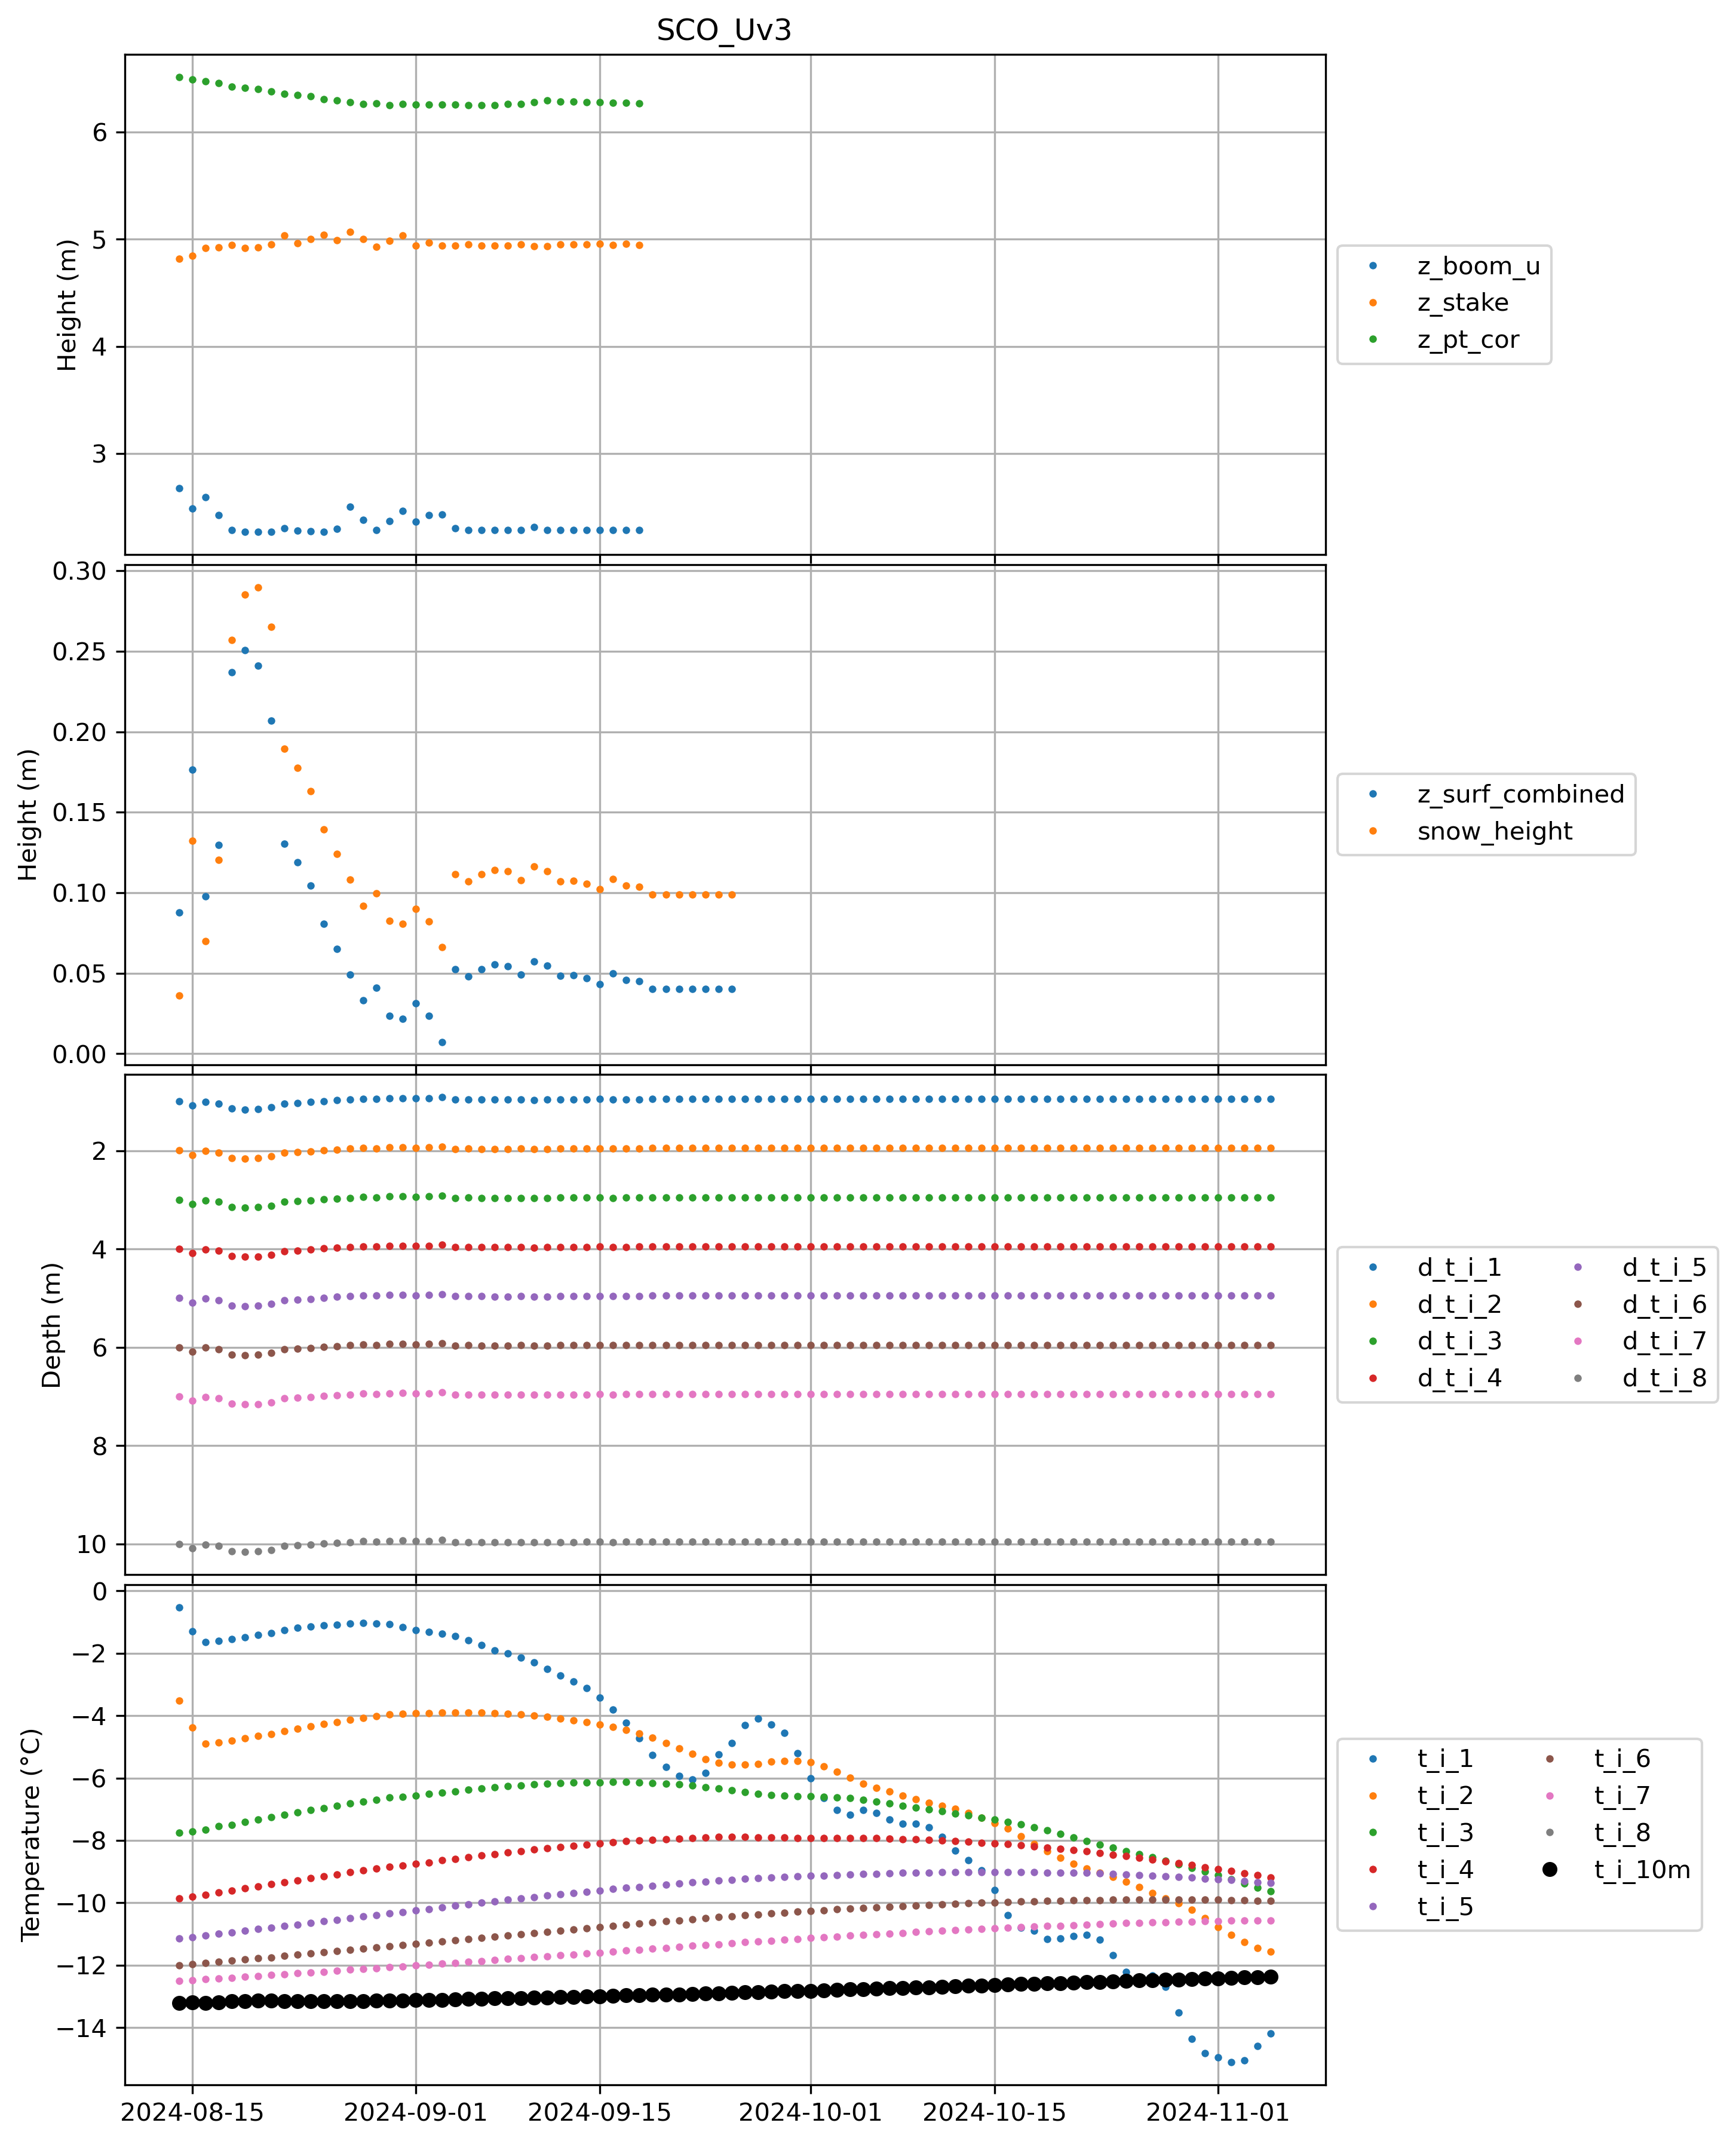 SCO_Uv3
Height (m)
6
5
4
3
z_boom_u
z_stake
z_pt_cor
Height (m)
0.30
0.25
0.20
0.15
0.10
0.05
0.00
z_surf_combined
snow_height
Depth (m)
2
4
6
8
10
d_t_i_1 d_t_i_5
d_t_i_2 d_t_i_6
d_t_i_3 d_t_i_7
d_t_i_4 d_t_i_8
Temperature (°C)
0
−2
−4
−6
−8
−10
−12
−14
t_i_1 t_i_6
t_i_2 t_i_7
t_i_3 t_i_8
t_i_4 t_i_10m
t_i_5
2024-08-15 2024-09-01 2024-09-15 2024-10-01 2024-10-15 2024-11-01